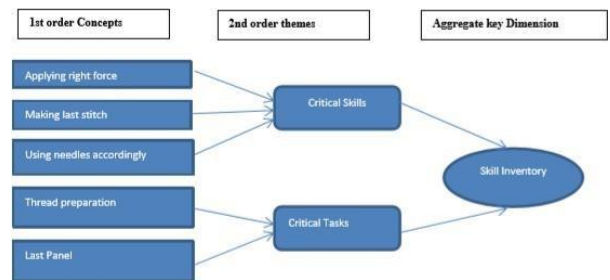 1st order Concepts
2nd order themes
Aggregate key Dimension
Applying right force
Making last stitch
Using needles accordingly
Thread preparation
Last Panel
Critical Skills
Critical Tasks
Skill Inventory